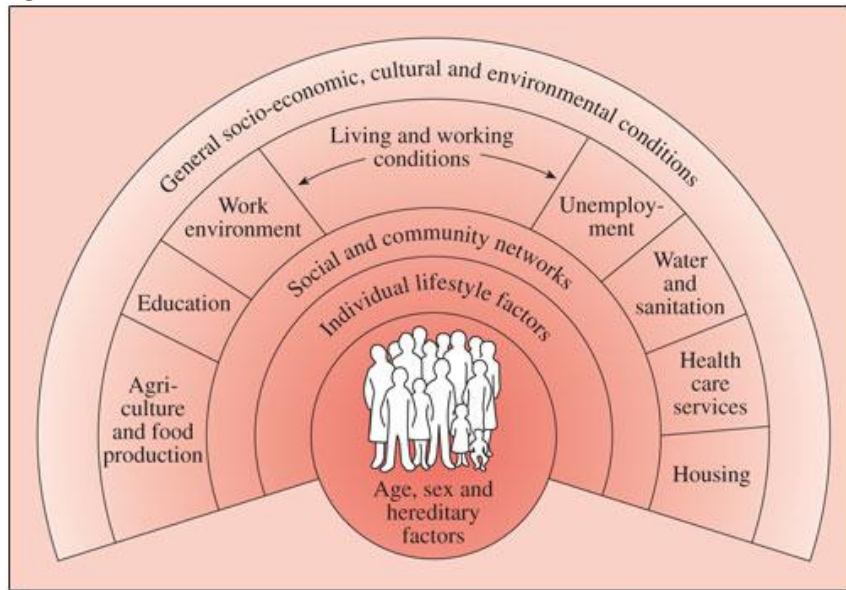 General socio-economic, cultural and environmental conditions
Living and working
conditions
Work
environment
Unemploy-
ment
Education
Water
and
sanitation
Agri-
culture
and food
production
Health
care
services
Housing
Social and community networks
Individual lifestyle factors
Age, sex and
hereditary
factors